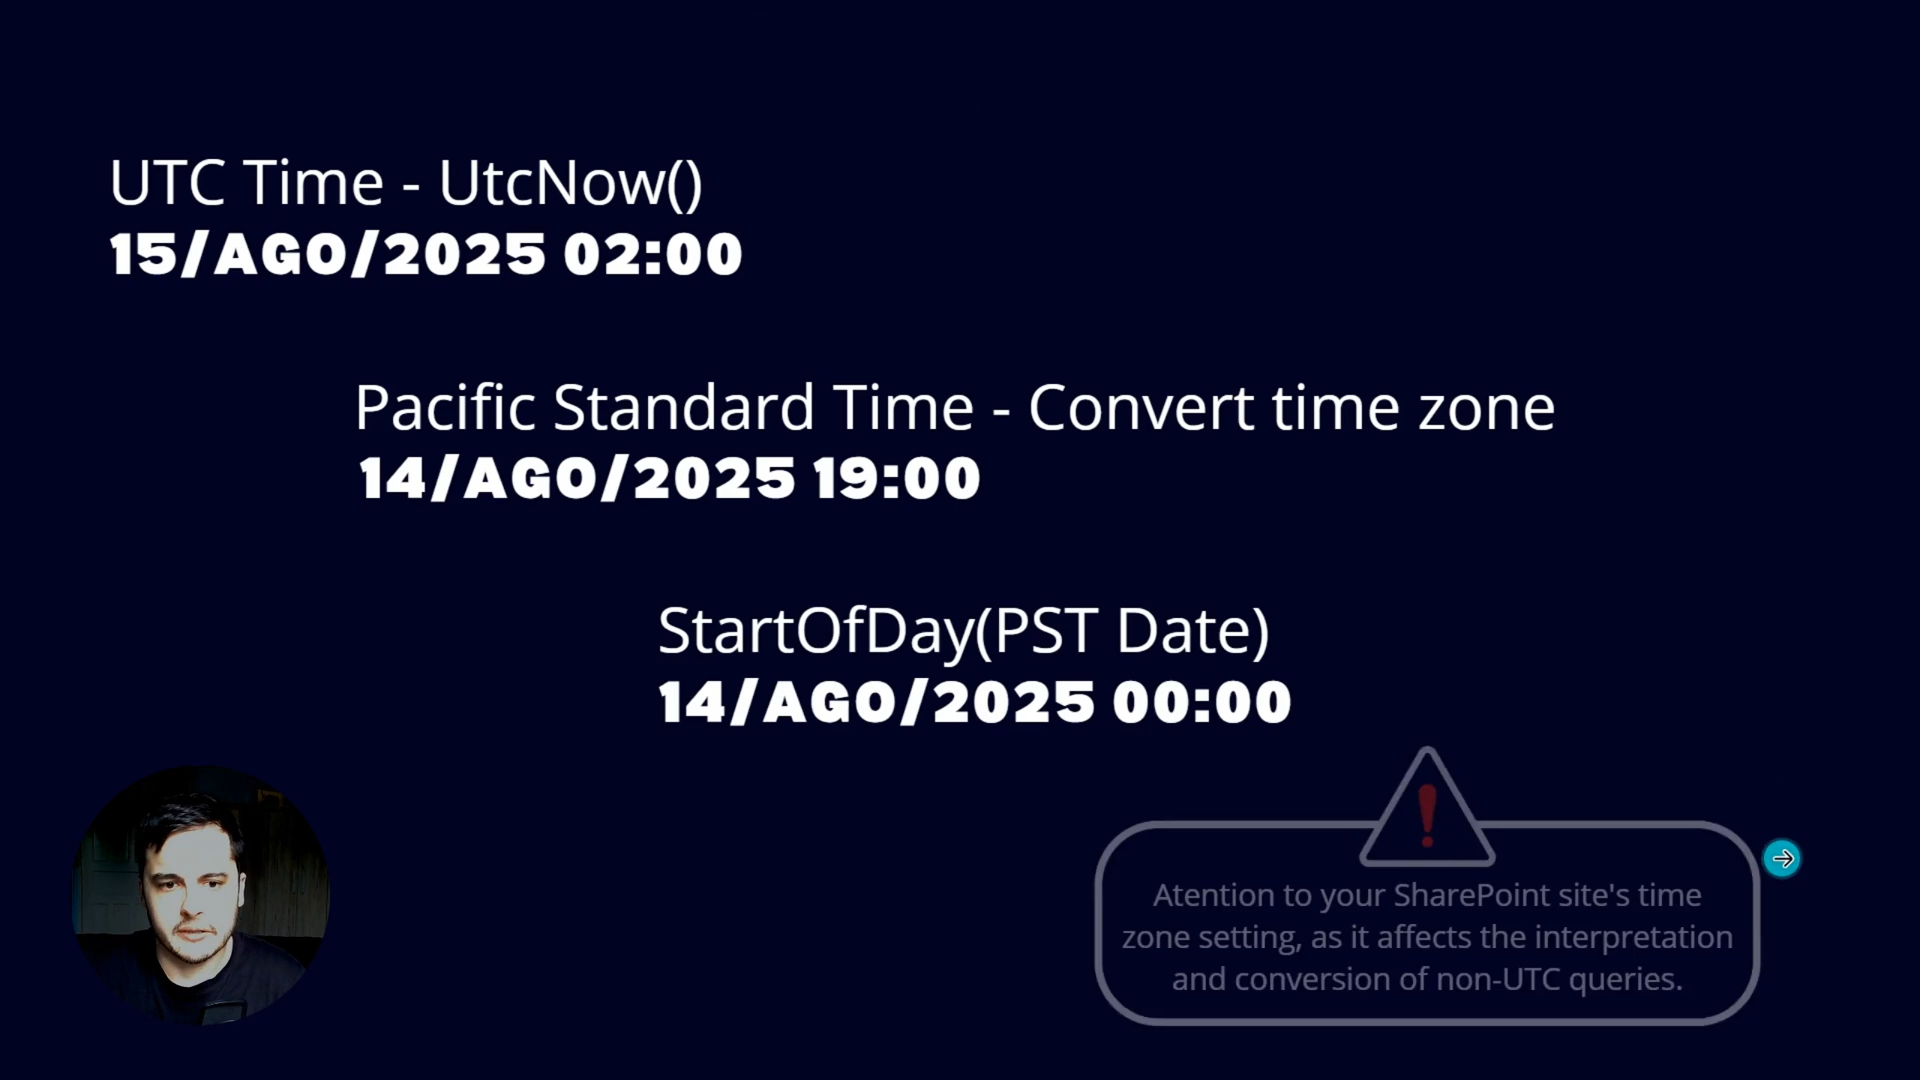 UTC Time - UtcNow()
15/AGO/2025 02:00
Pacific Standard Time - Convert time zone
14/AGO/2025 19:00
StartOfDay(PST Date)
14/AGO/2025 00:00
Atention to your SharePoint site's time
zone setting, as it affects the interpretation
and conversion of non-UTC queries.